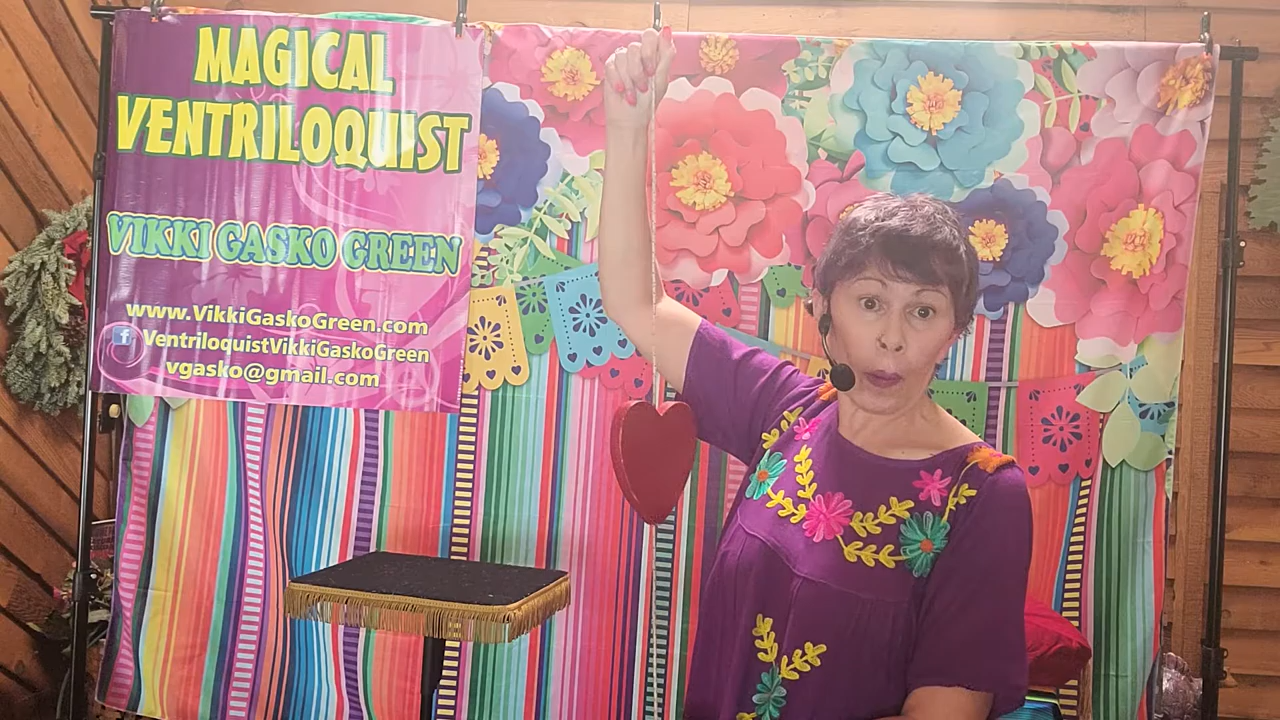 MAGICAL
VENTRILOQUIST
VIKKI GASKO GREEN
www.VikkiGaskoGreen.com
f VentriloquistVikkiGaskoGreen
vgasko@gmail.com